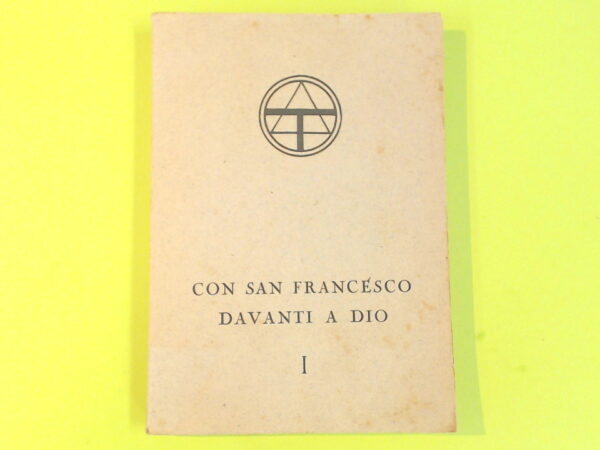 CON SAN FRANCESCO
DAVANTI A DIO
I